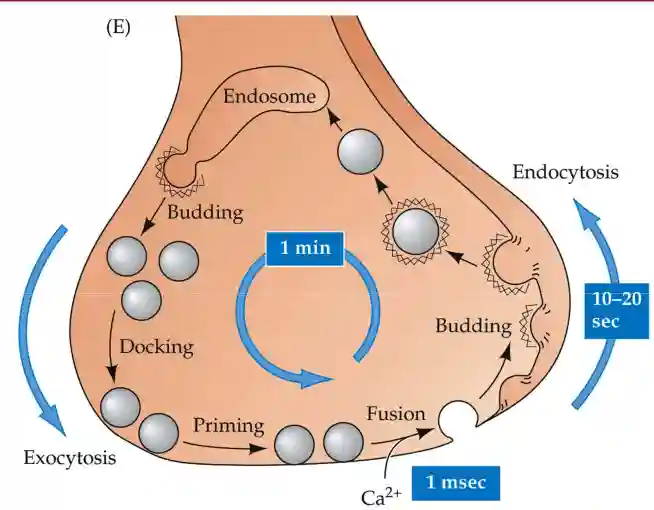 (E)
Endosome
Endocytosis
Budding
1 min
10–20
sec
Budding
Docking
Fusion
Priming
Exocytosis
1 msec
Ca²⁺